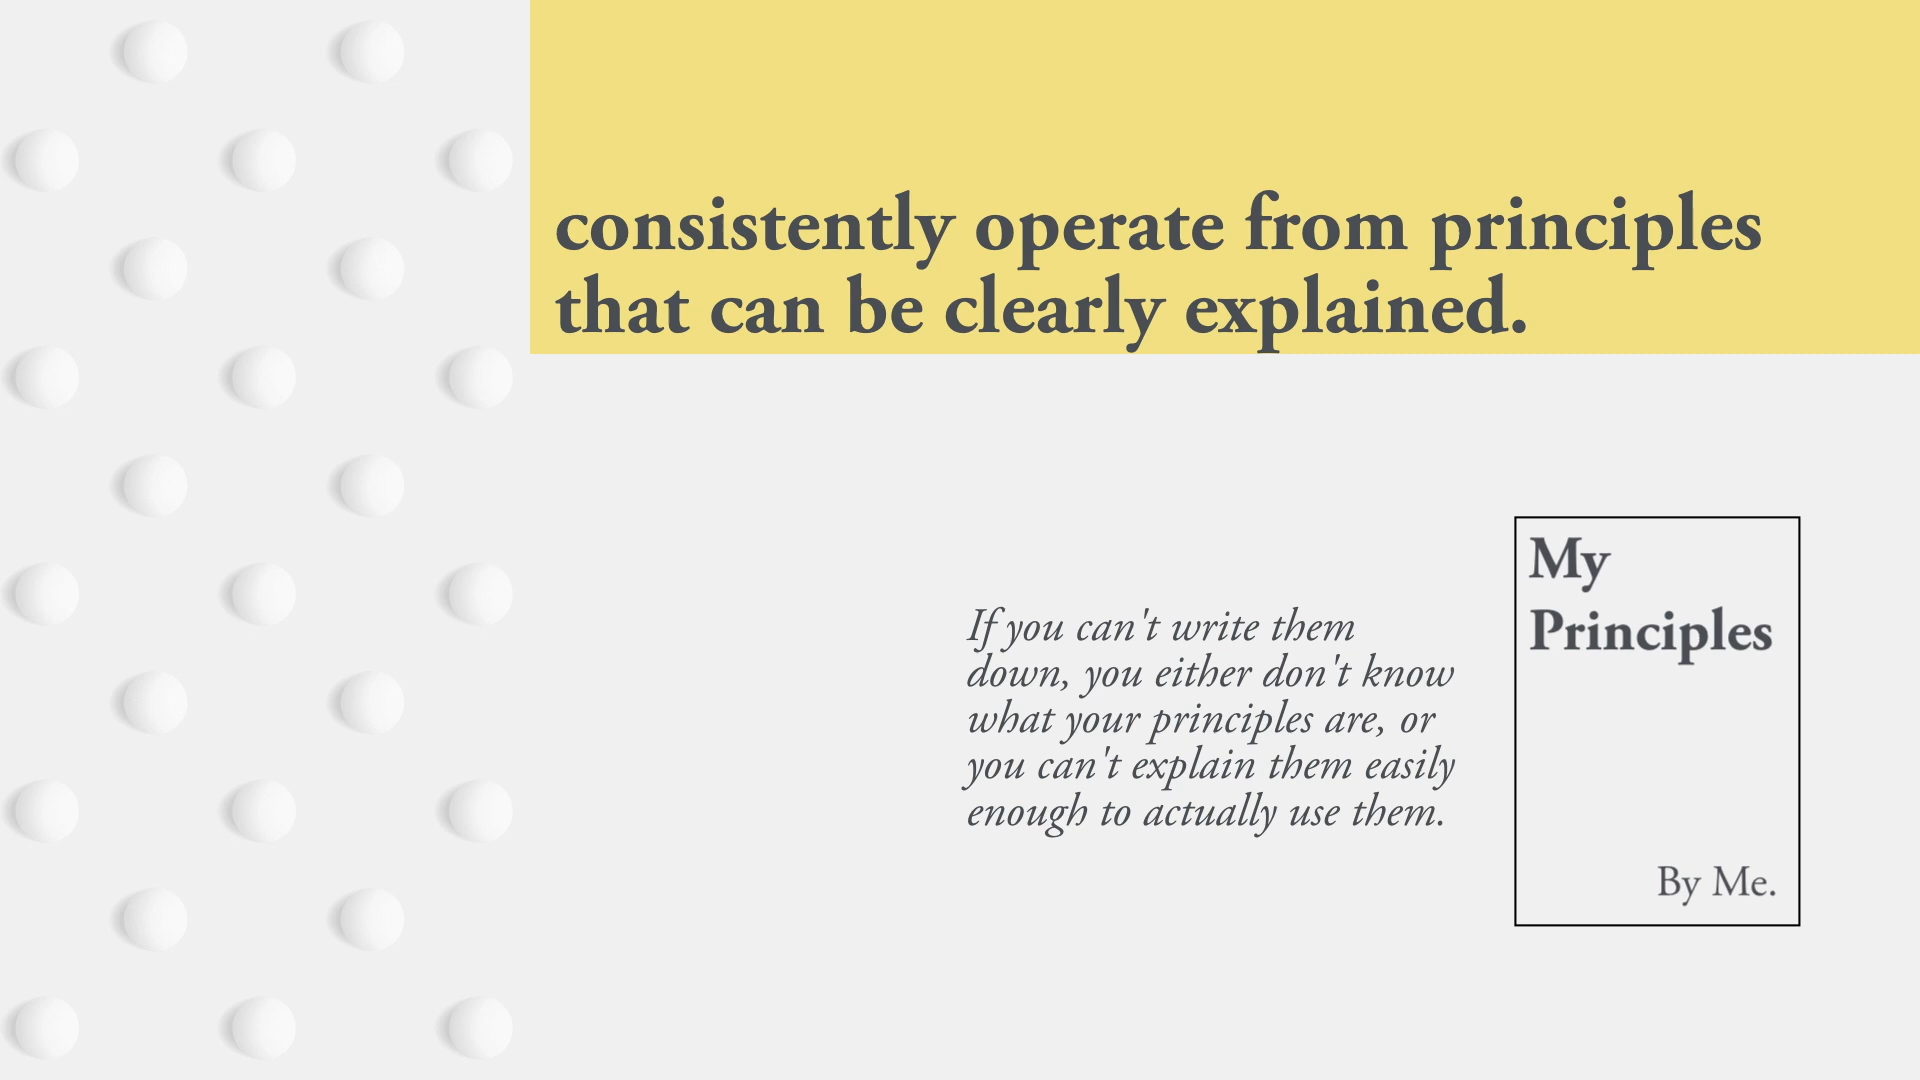 consistently operate from principles
that can be clearly explained.
If you can't write them
down, you either don't know
what your principles are, or
you can't explain them easily
enough to actually use them.
My
Principles
By Me.